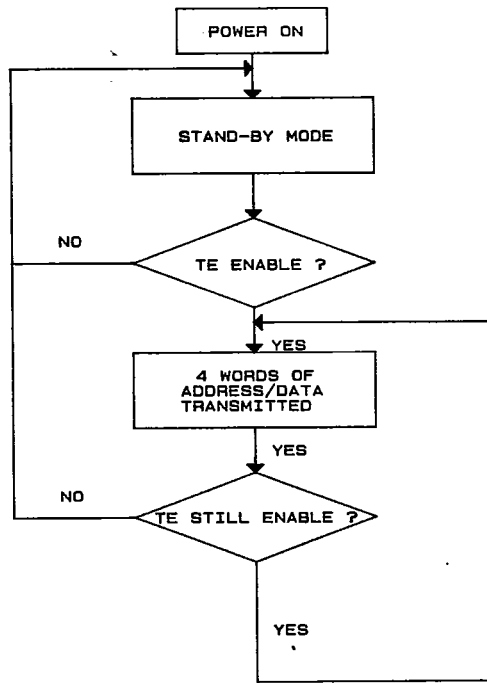 POWER ON
STAND-BY MODE
NO
TE ENABLE ?
YES
4 WORDS OF
ADDRESS/DATA
TRANSMITTED
YES
NO
TE STILL ENABLE ?
YES